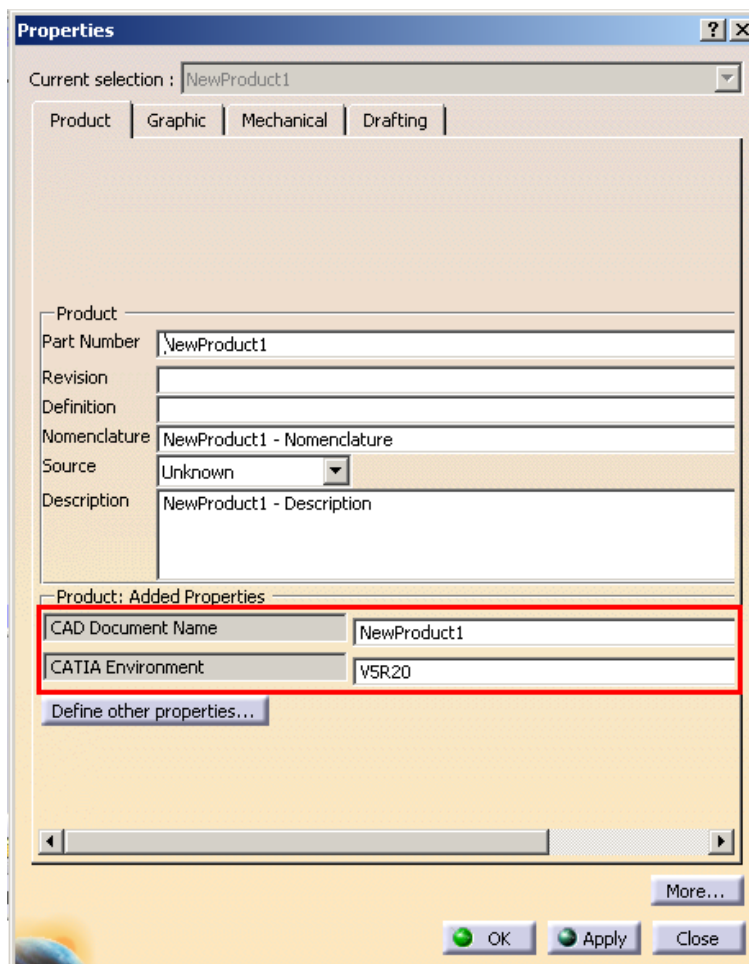 Properties
Current selection : NewProduct1
Product Graphic Mechanical Drafting
Product
Part Number NewProduct1
Revision
Definition
Nomenclature NewProduct1 - Nomenclature
Source Unknown
Description NewProduct1 - Description
Product: Added Properties
CAD Document Name NewProduct1
CATIA Environment V5R20
Define other properties...
More...
OK Apply Close